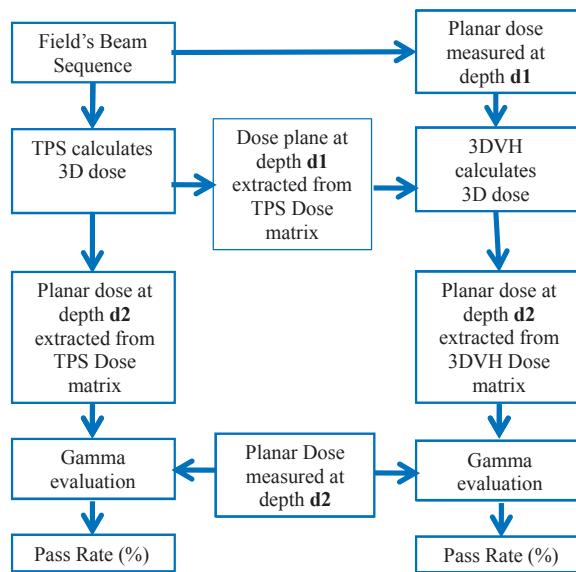 Field's Beam
Sequence
Planar dose
measured at
depth d1
TPS calculates
3D dose
Dose plane at
depth d1
extracted from
TPS Dose
matrix
3DVH
calculates
3D dose
Planar dose at
depth d2
extracted from
TPS Dose
matrix
Planar dose at
depth d2
extracted from
3DVH Dose
matrix
Gamma
evaluation
Planar Dose
measured at
depth d2
Gamma
evaluation
Pass Rate (%)
Pass Rate (%)